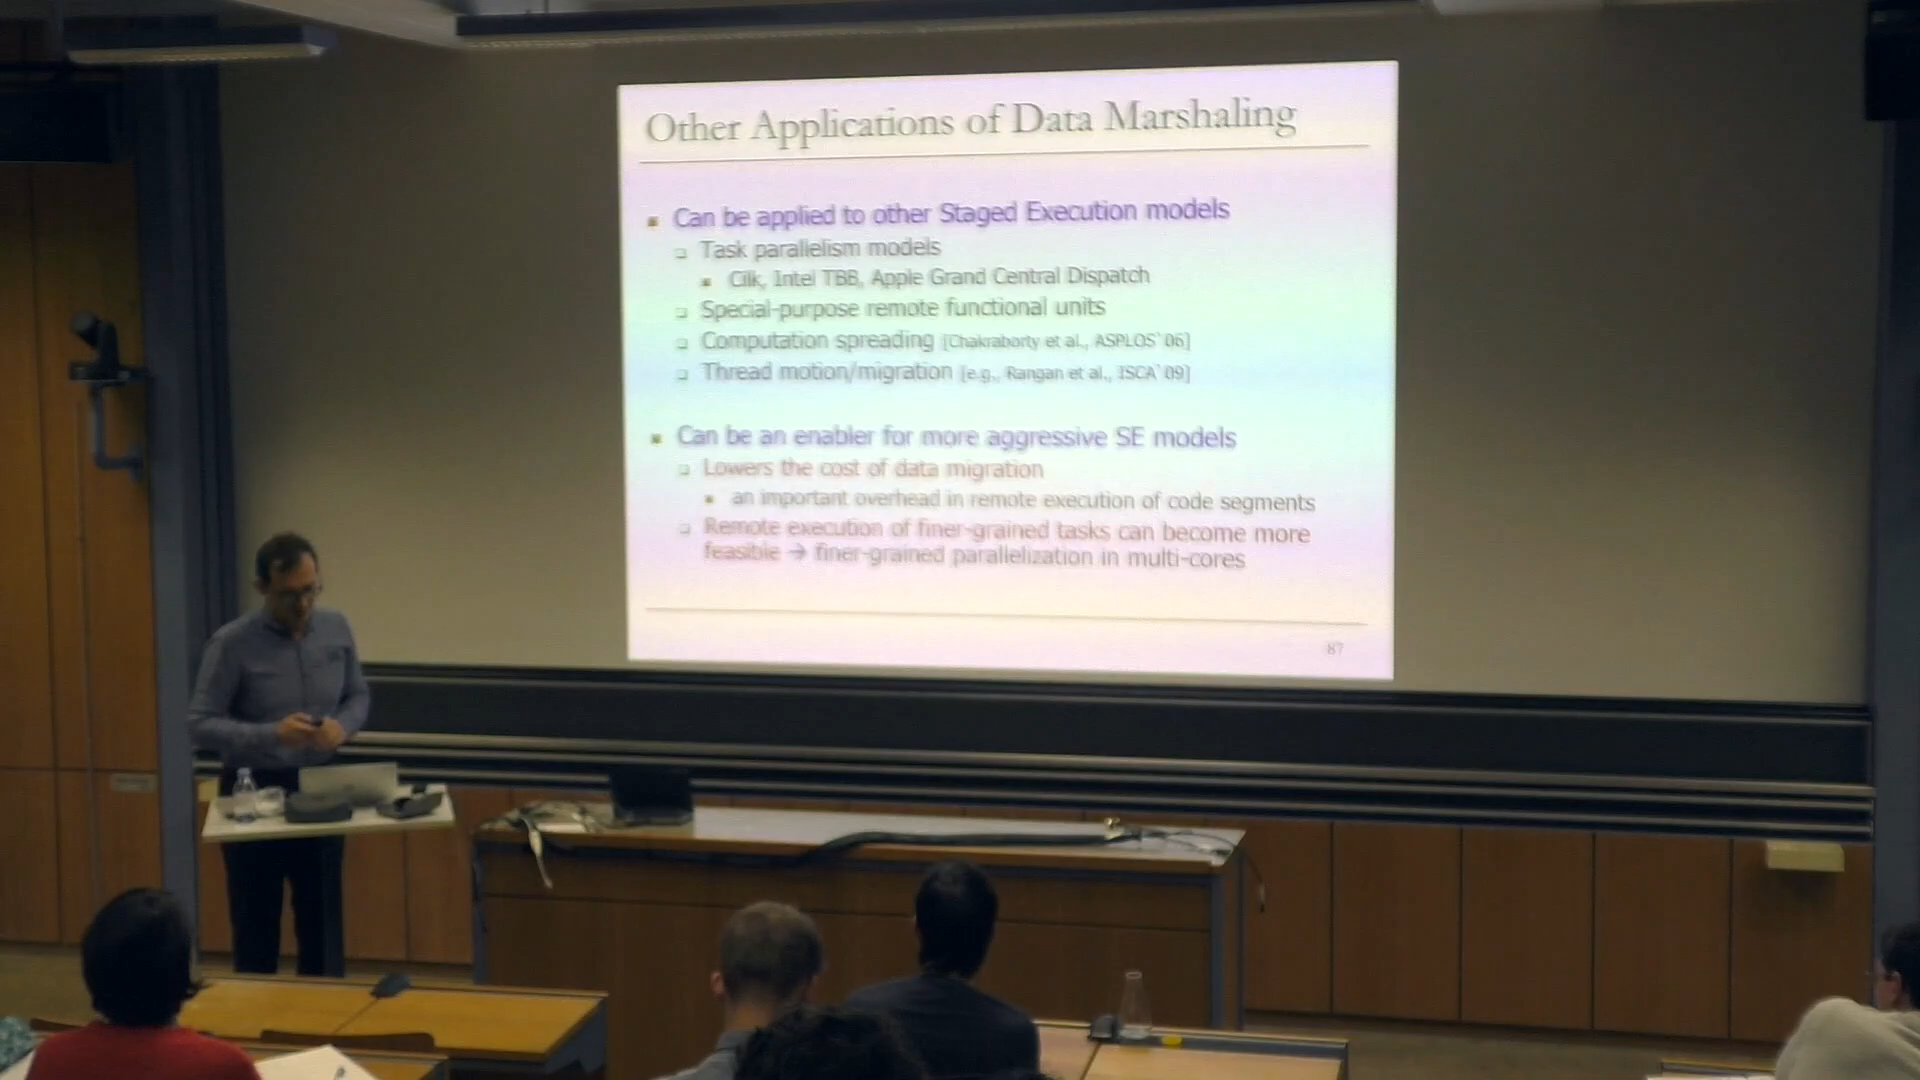 Other Applications of Data Marshaling
Can be applied to other Staged Execution models
Task parallelism models
Cilk, Intel TBB, Apple Grand Central Dispatch
Special-purpose remote functional units
Computation spreading [Chakraborty et al., ASPLOS'06]
Thread motion/migration [e.g., Rangan et al., ISCA'09]
Can be an enabler for more aggressive SE models
Lowers the cost of data migration
an important overhead in remote execution of code segments
Remote execution of finer-grained tasks can become more
feasible → finer-grained parallelization in multi-cores
87